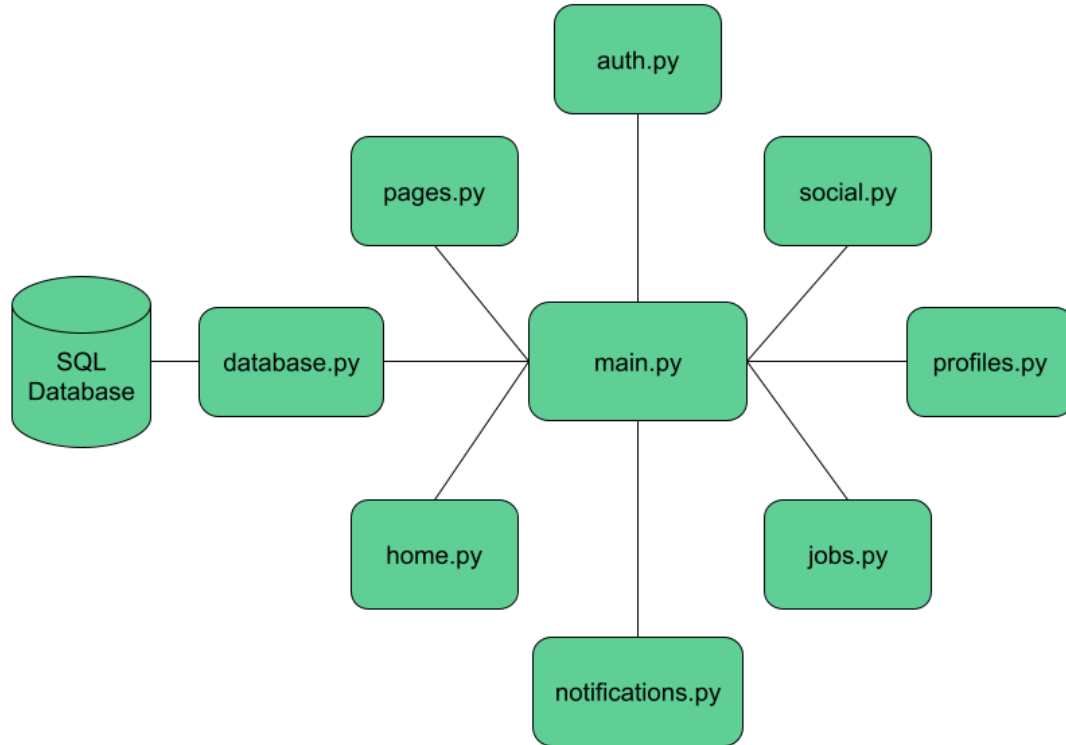 auth.py
pages.py
social.py
SQL
Database
database.py
main.py
profiles.py
home.py
jobs.py
notifications.py